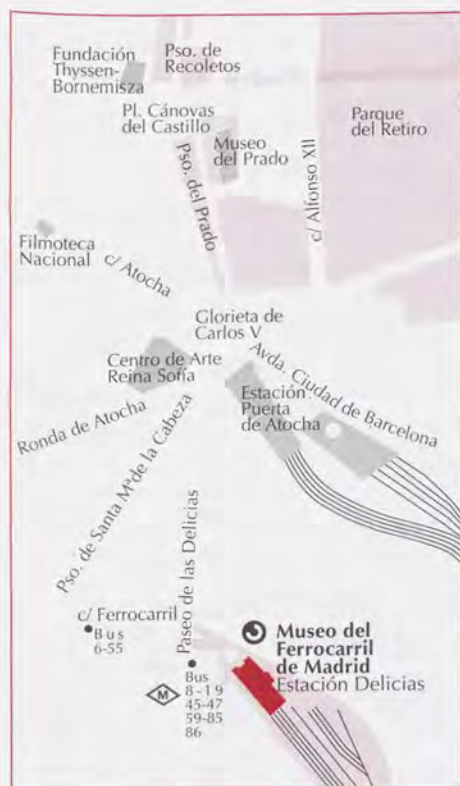 Fundación
Thyssen-
Bornemisza
Pso. de
Recoletos
Pl. Cánovas
del Castillo
Museo
del Prado
Parque
del Retiro
Pso. del Prado
c/ Alfonso XII
Filmoteca
Nacional
c/ Atocha
Glorieta de
Carlos V
Centro de Arte
Reina Sofía
Avda. Ciudad de Barcelona
Estación
Puerta
de Atocha
Ronda de Atocha
Pso. de Santa Mª de la Cabeza
Paseo de las Delicias
c/ Ferrocarril
Bus
6-55
M
Bus
8-19
45-47
59-85
86
Museo del
Ferrocarril
de Madrid
Estación Delicias